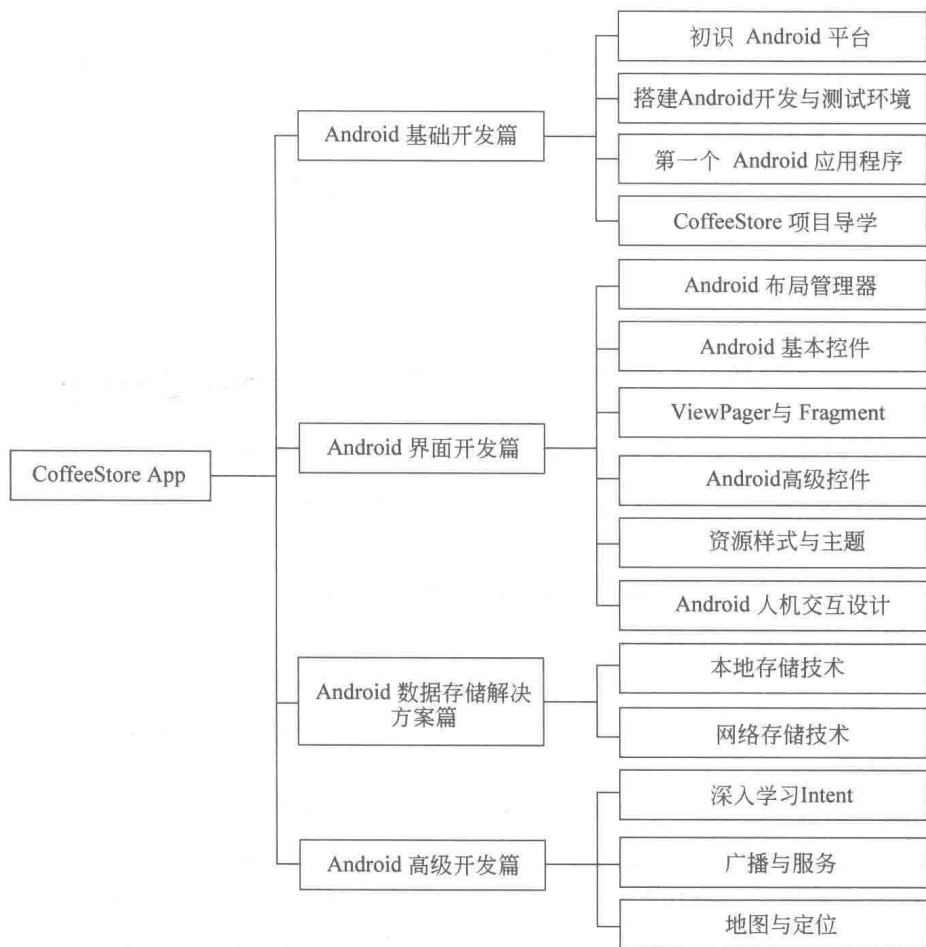 CoffeeStore App
Android 基础开发篇
初识 Android 平台
搭建Android开发与测试环境
第一个 Android 应用程序
CoffeeStore 项目导学
Android 界面开发篇
Android 布局管理器
Android 基本控件
ViewPager与 Fragment
Android高级控件
资源样式与主题
Android 人机交互设计
Android 数据存储解决
方案篇
本地存储技术
网络存储技术
Android 高级开发篇
深入学习Intent
广播与服务
地图与定位